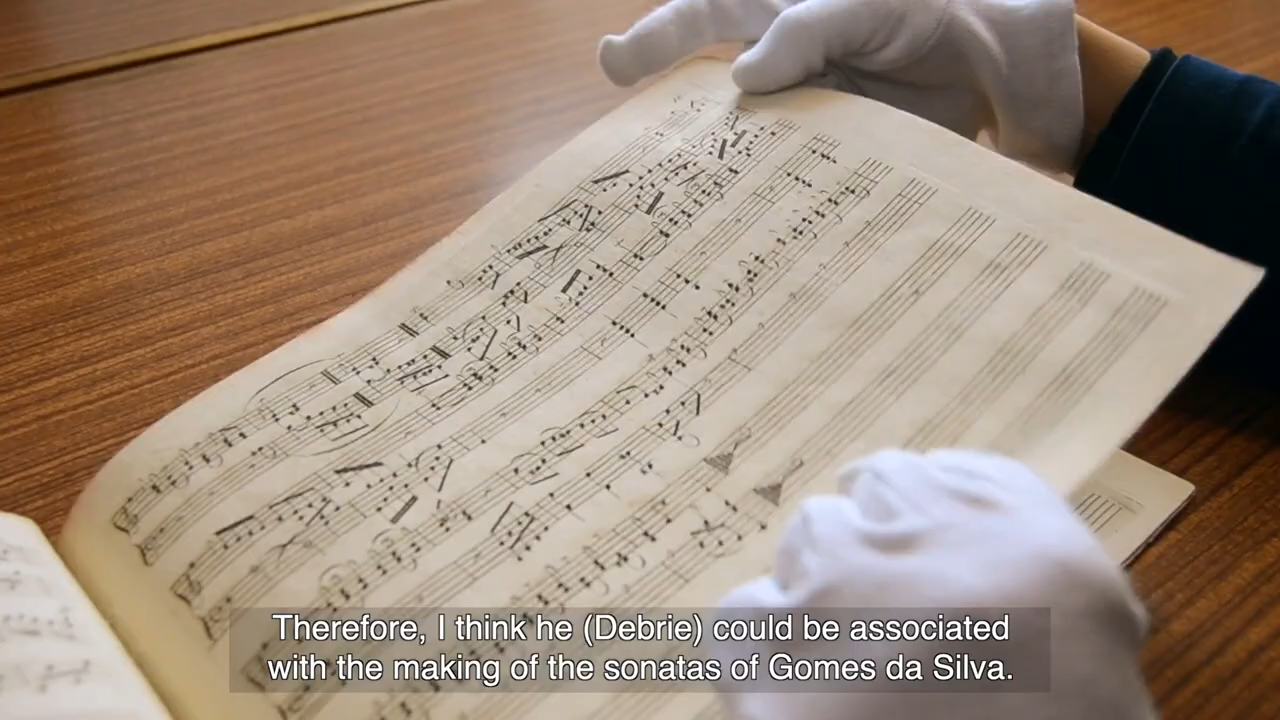 Therefore, I think he (Debrie) could be associated
with the making of the sonatas of Gomes da Silva.